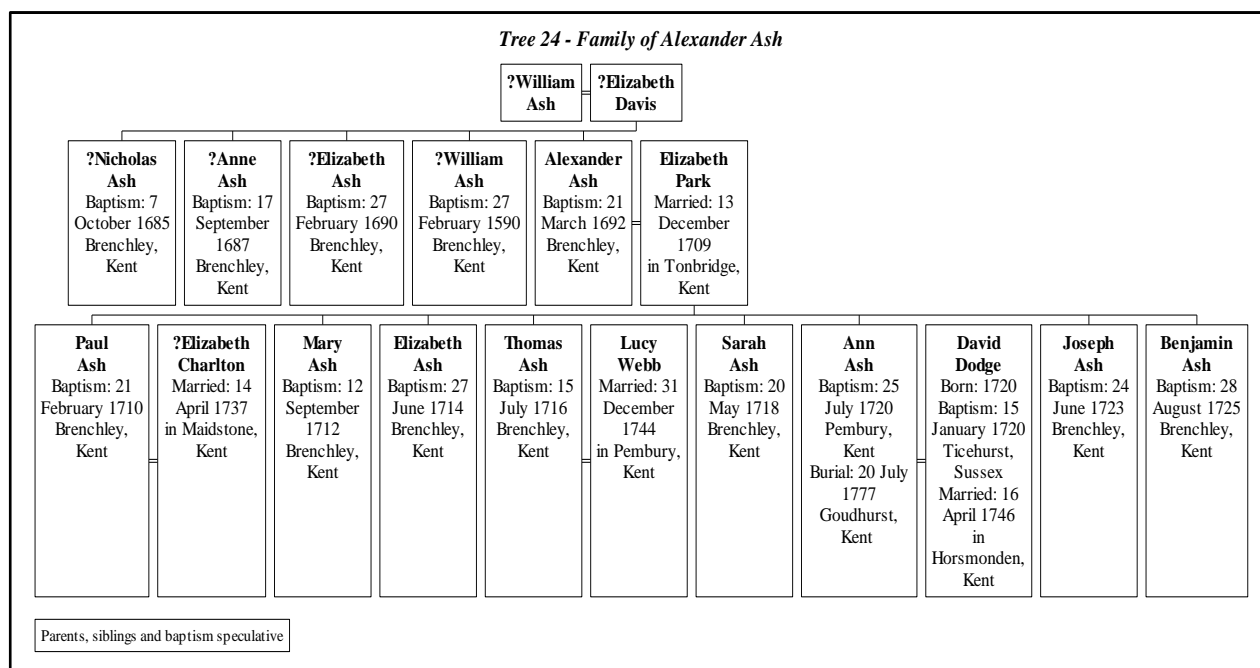 Tree 24 - Family of Alexander Ash
?William
Ash
?Elizabeth
Davis
?Nicholas
Ash
Baptism: 7
October 1685
Brenchley,
Kent
?Anne
Ash
Baptism: 17
September
1687
Brenchley,
Kent
?Elizabeth
Ash
Baptism: 27
February 1690
Brenchley,
Kent
?William
Ash
Baptism: 27
February 1590
Brenchley,
Kent
Alexander
Ash
Baptism: 21
March 1692
Brenchley,
Kent
Elizabeth
Park
Married: 13
December
1709
in Tonbridge,
Kent
Paul
Ash
Baptism: 21
February 1710
Brenchley,
Kent
?Elizabeth
Charlton
Married: 14
April 1737
in Maidstone,
Kent
Mary
Ash
Baptism: 12
September
1712
Brenchley,
Kent
Elizabeth
Ash
Baptism: 27
June 1714
Brenchley,
Kent
Thomas
Ash
Baptism: 15
July 1716
Brenchley,
Kent
Lucy
Webb
Married: 31
December
1744
in Pembury,
Kent
Sarah
Ash
Baptism: 20
May 1718
Brenchley,
Kent
Ann
Ash
Baptism: 25
July 1720
Pembury,
Kent
Burial: 20 July
1777
Goudhurst,
Kent
David
Dodge
Born: 1720
Baptism: 15
January 1720
Ticehurst,
Sussex
Married: 16
April 1746
in
Horsmonden,
Kent
Joseph
Ash
Baptism: 24
June 1723
Brenchley,
Kent
Benjamin
Ash
Baptism: 28
August 1725
Brenchley,
Kent
Parents, siblings and baptism speculative